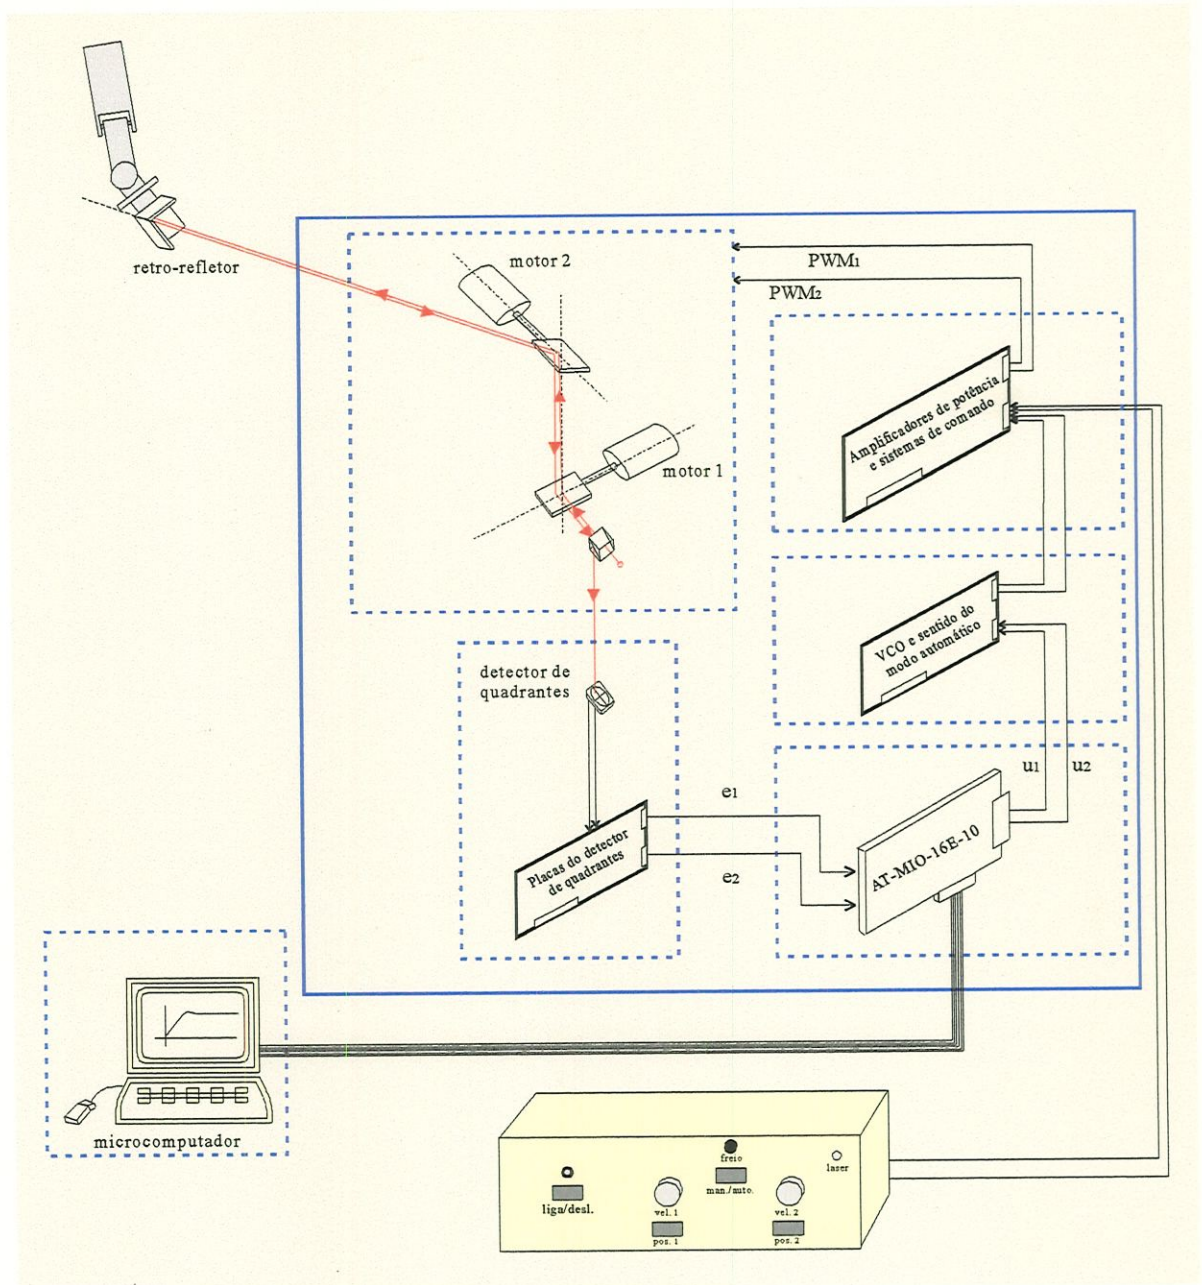 retro-refletor
motor 2
PWM₁
PWM₂
Amplificadores de potência
e sistemas de comando
motor 1
VCO e sentido do
modo automático
detector de
quadrantes
u₁
u₂
e₁
AT-MIO-16E-10
Placas do detector
de quadrantes
e₂
microcomputador
freio
laser
man./auto.
liga/desl.
vel. 1
vel. 2
pos. 1
pos. 2